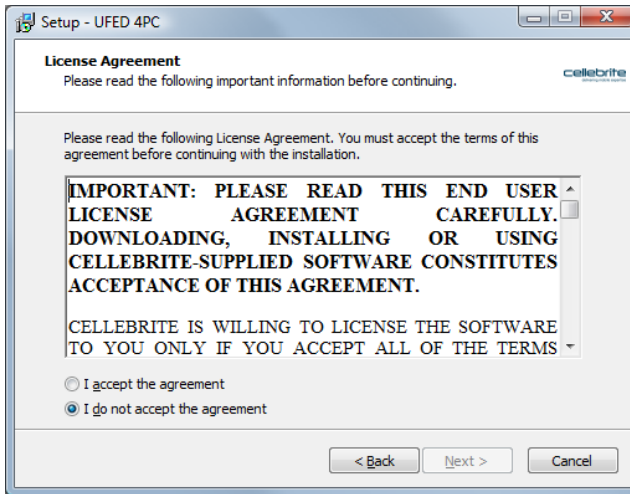 Setup - UFED 4PC
License Agreement
Please read the following important information before continuing.
cellebrite
Please read the following License Agreement. You must accept the terms of this
agreement before continuing with the installation.
IMPORTANT: PLEASE READ THIS END USER
LICENSE AGREEMENT CAREFULLY.
DOWNLOADING, INSTALLING OR USING
CELLEBRITE-SUPPLIED SOFTWARE CONSTITUTES
ACCEPTANCE OF THIS AGREEMENT.
CELLEBRITE IS WILLING TO LICENSE THE SOFTWARE
TO YOU ONLY IF YOU ACCEPT ALL OF THE TERMS
I accept the agreement
I do not accept the agreement
< Back Next > Cancel